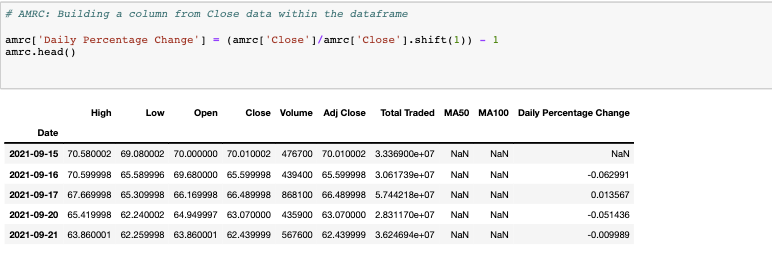 # AMRC: Building a column from Close data within the dataframe
amrc['Daily Percentage Change'] = (amrc['Close']/amrc['Close'].shift(1)) - 1
amrc.head()
High Low Open Close Volume Adj Close Total Traded MA50 MA100 Daily Percentage Change
Date
2021-09-15 70.580002 69.080002 70.000000 70.010002 476700 70.010002 3.336900e+07 NaN NaN NaN
2021-09-16 70.599998 65.589996 69.680000 65.599998 439400 65.599998 3.061739e+07 NaN NaN -0.062991
2021-09-17 67.669998 65.309998 66.169998 66.489998 868100 66.489998 5.744218e+07 NaN NaN 0.013567
2021-09-20 65.419998 62.240002 64.949997 63.070000 435900 63.070000 2.831170e+07 NaN NaN -0.051436
2021-09-21 63.860001 62.259998 63.860001 62.439999 567600 62.439999 3.624694e+07 NaN NaN -0.009989